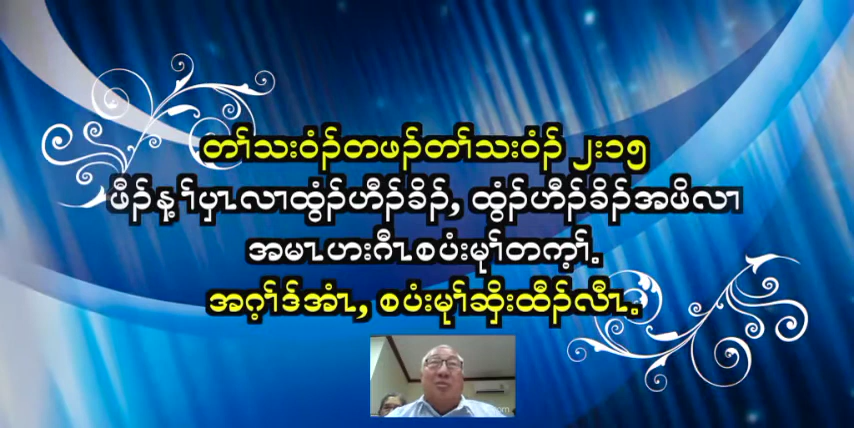 တၢ်သးဝံၣ်တဖၣ်တၢ်သးဝံၣ် ၂း၁၅
ဖီၣ်န့ၢ်ပှၤလၢထွံၣ်ဟီၣ်ခိၣ်, ထွံၣ်ဟီၣ်ခိၣ်အဖိလၢ
အမၤဟးဂီၤစပံးမုၢ်တက့ၢ်.
အဂ့ၢ်ဒ်အံၤ, စပံးမုၢ်ဆှိးထီၣ်လီၤ.